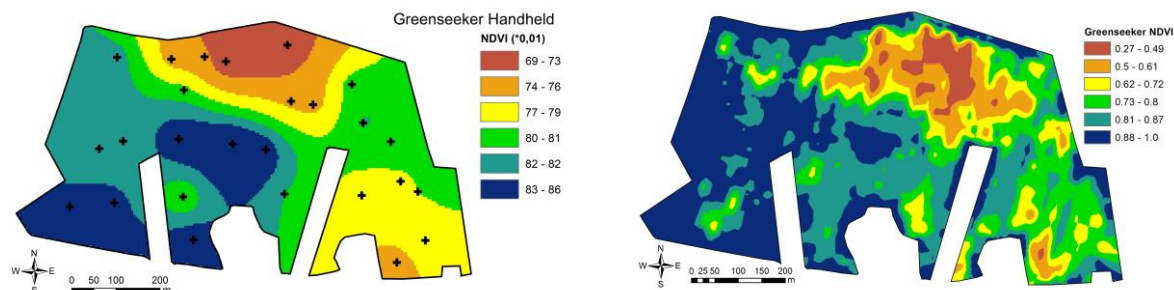 Greenseeker Handheld
NDVI (*0,01)
69 - 73
74 - 76
77 - 79
80 - 81
82 - 82
83 - 86
N
W E
S
0 50 100 200
m
Greenseeker NDVI
0.27 - 0.49
0.5 - 0.61
0.62 - 0.72
0.73 - 0.8
0.81 - 0.87
0.88 - 1.0
N
W E
S
0 25 50 100 150 200
m